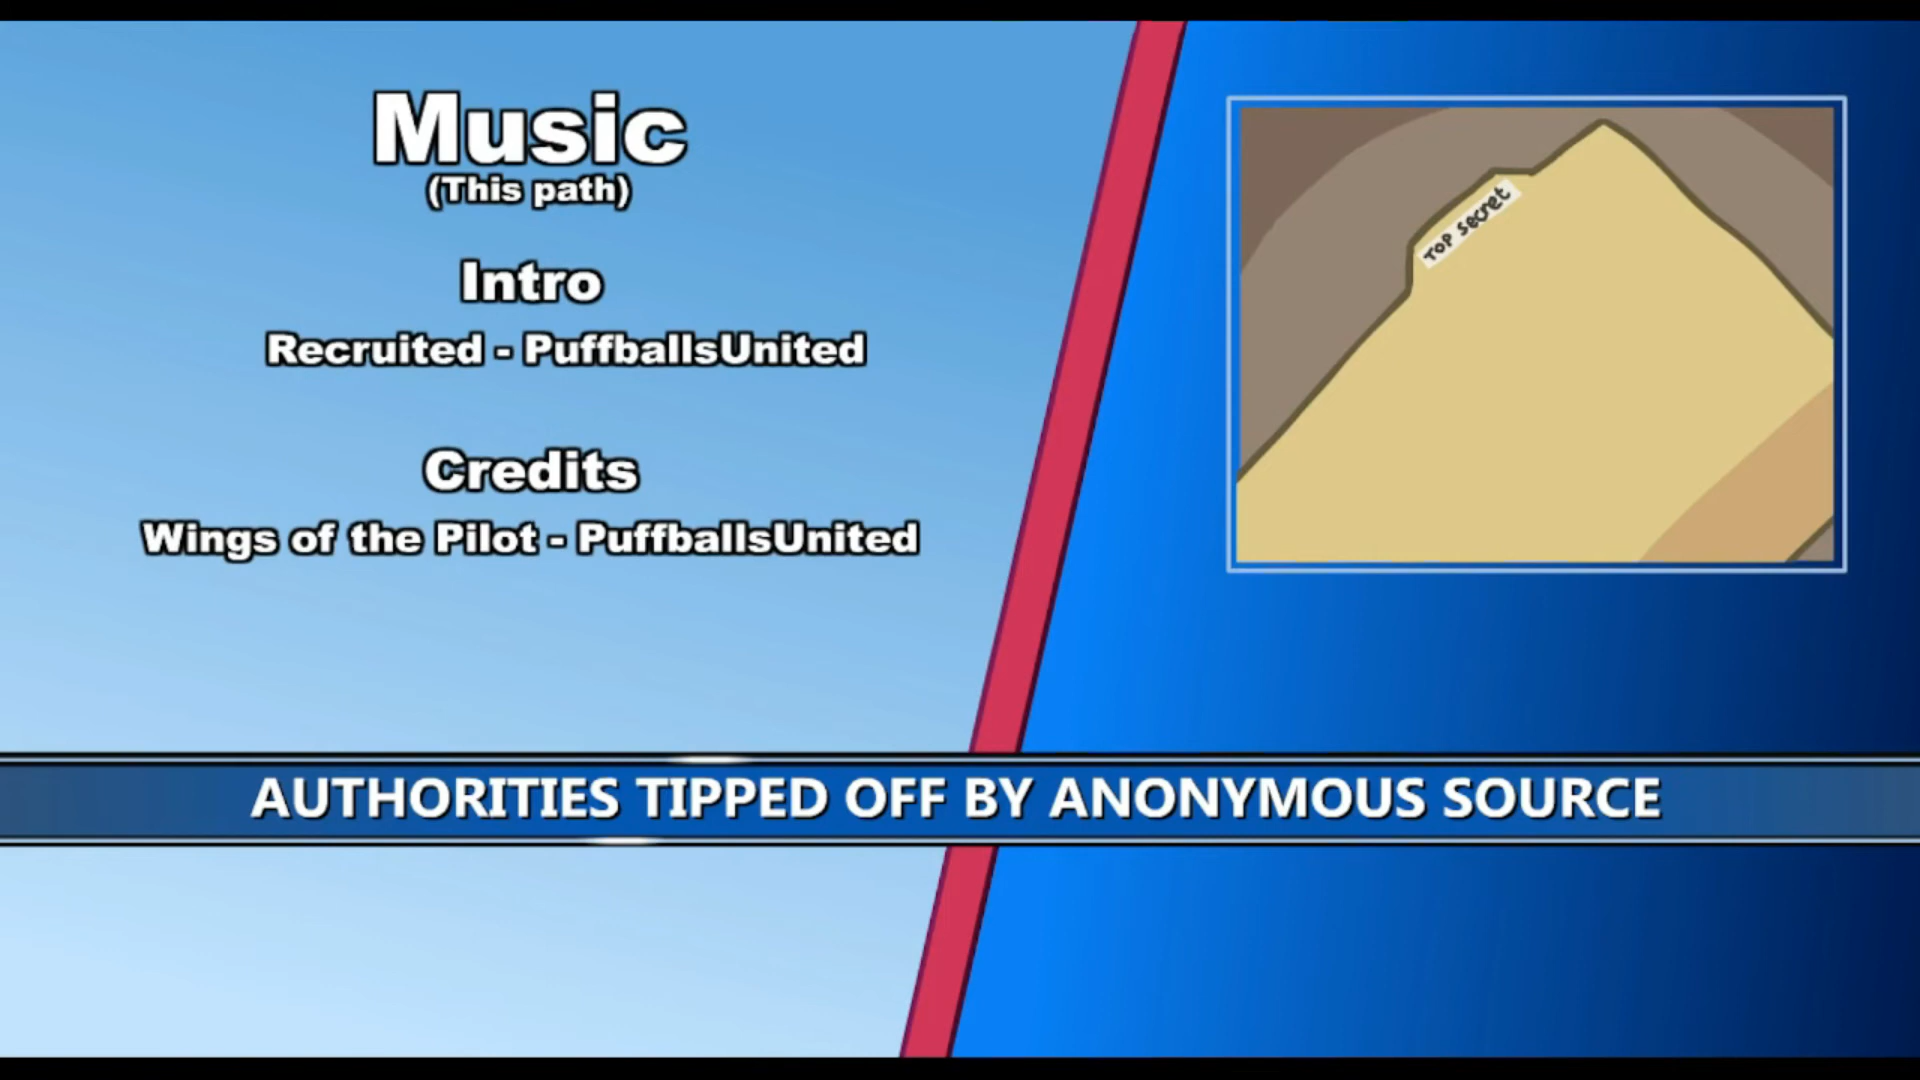 Music
(This path)
Intro
Recruited - PuffballsUnited
Credits
Wings of the Pilot - PuffballsUnited
TOP SECRET
AUTHORITIES TIPPED OFF BY ANONYMOUS SOURCE